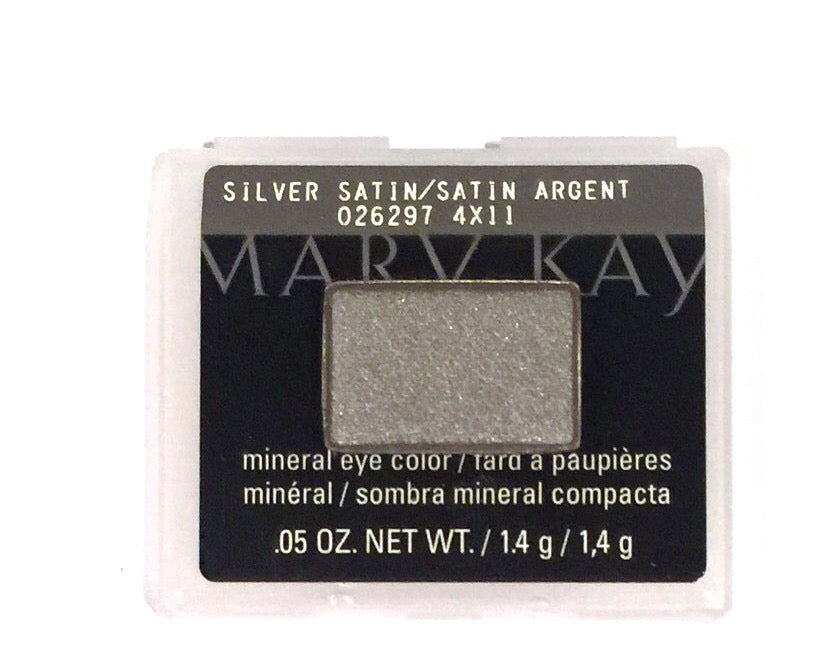 SILVER SATIN/SATIN ARGENT
026297 4X11
MARY KAY
mineral eye color / fard à paupières
minéral / sombra mineral compacta
.05 OZ. NET WT. / 1.4 g / 1,4 g